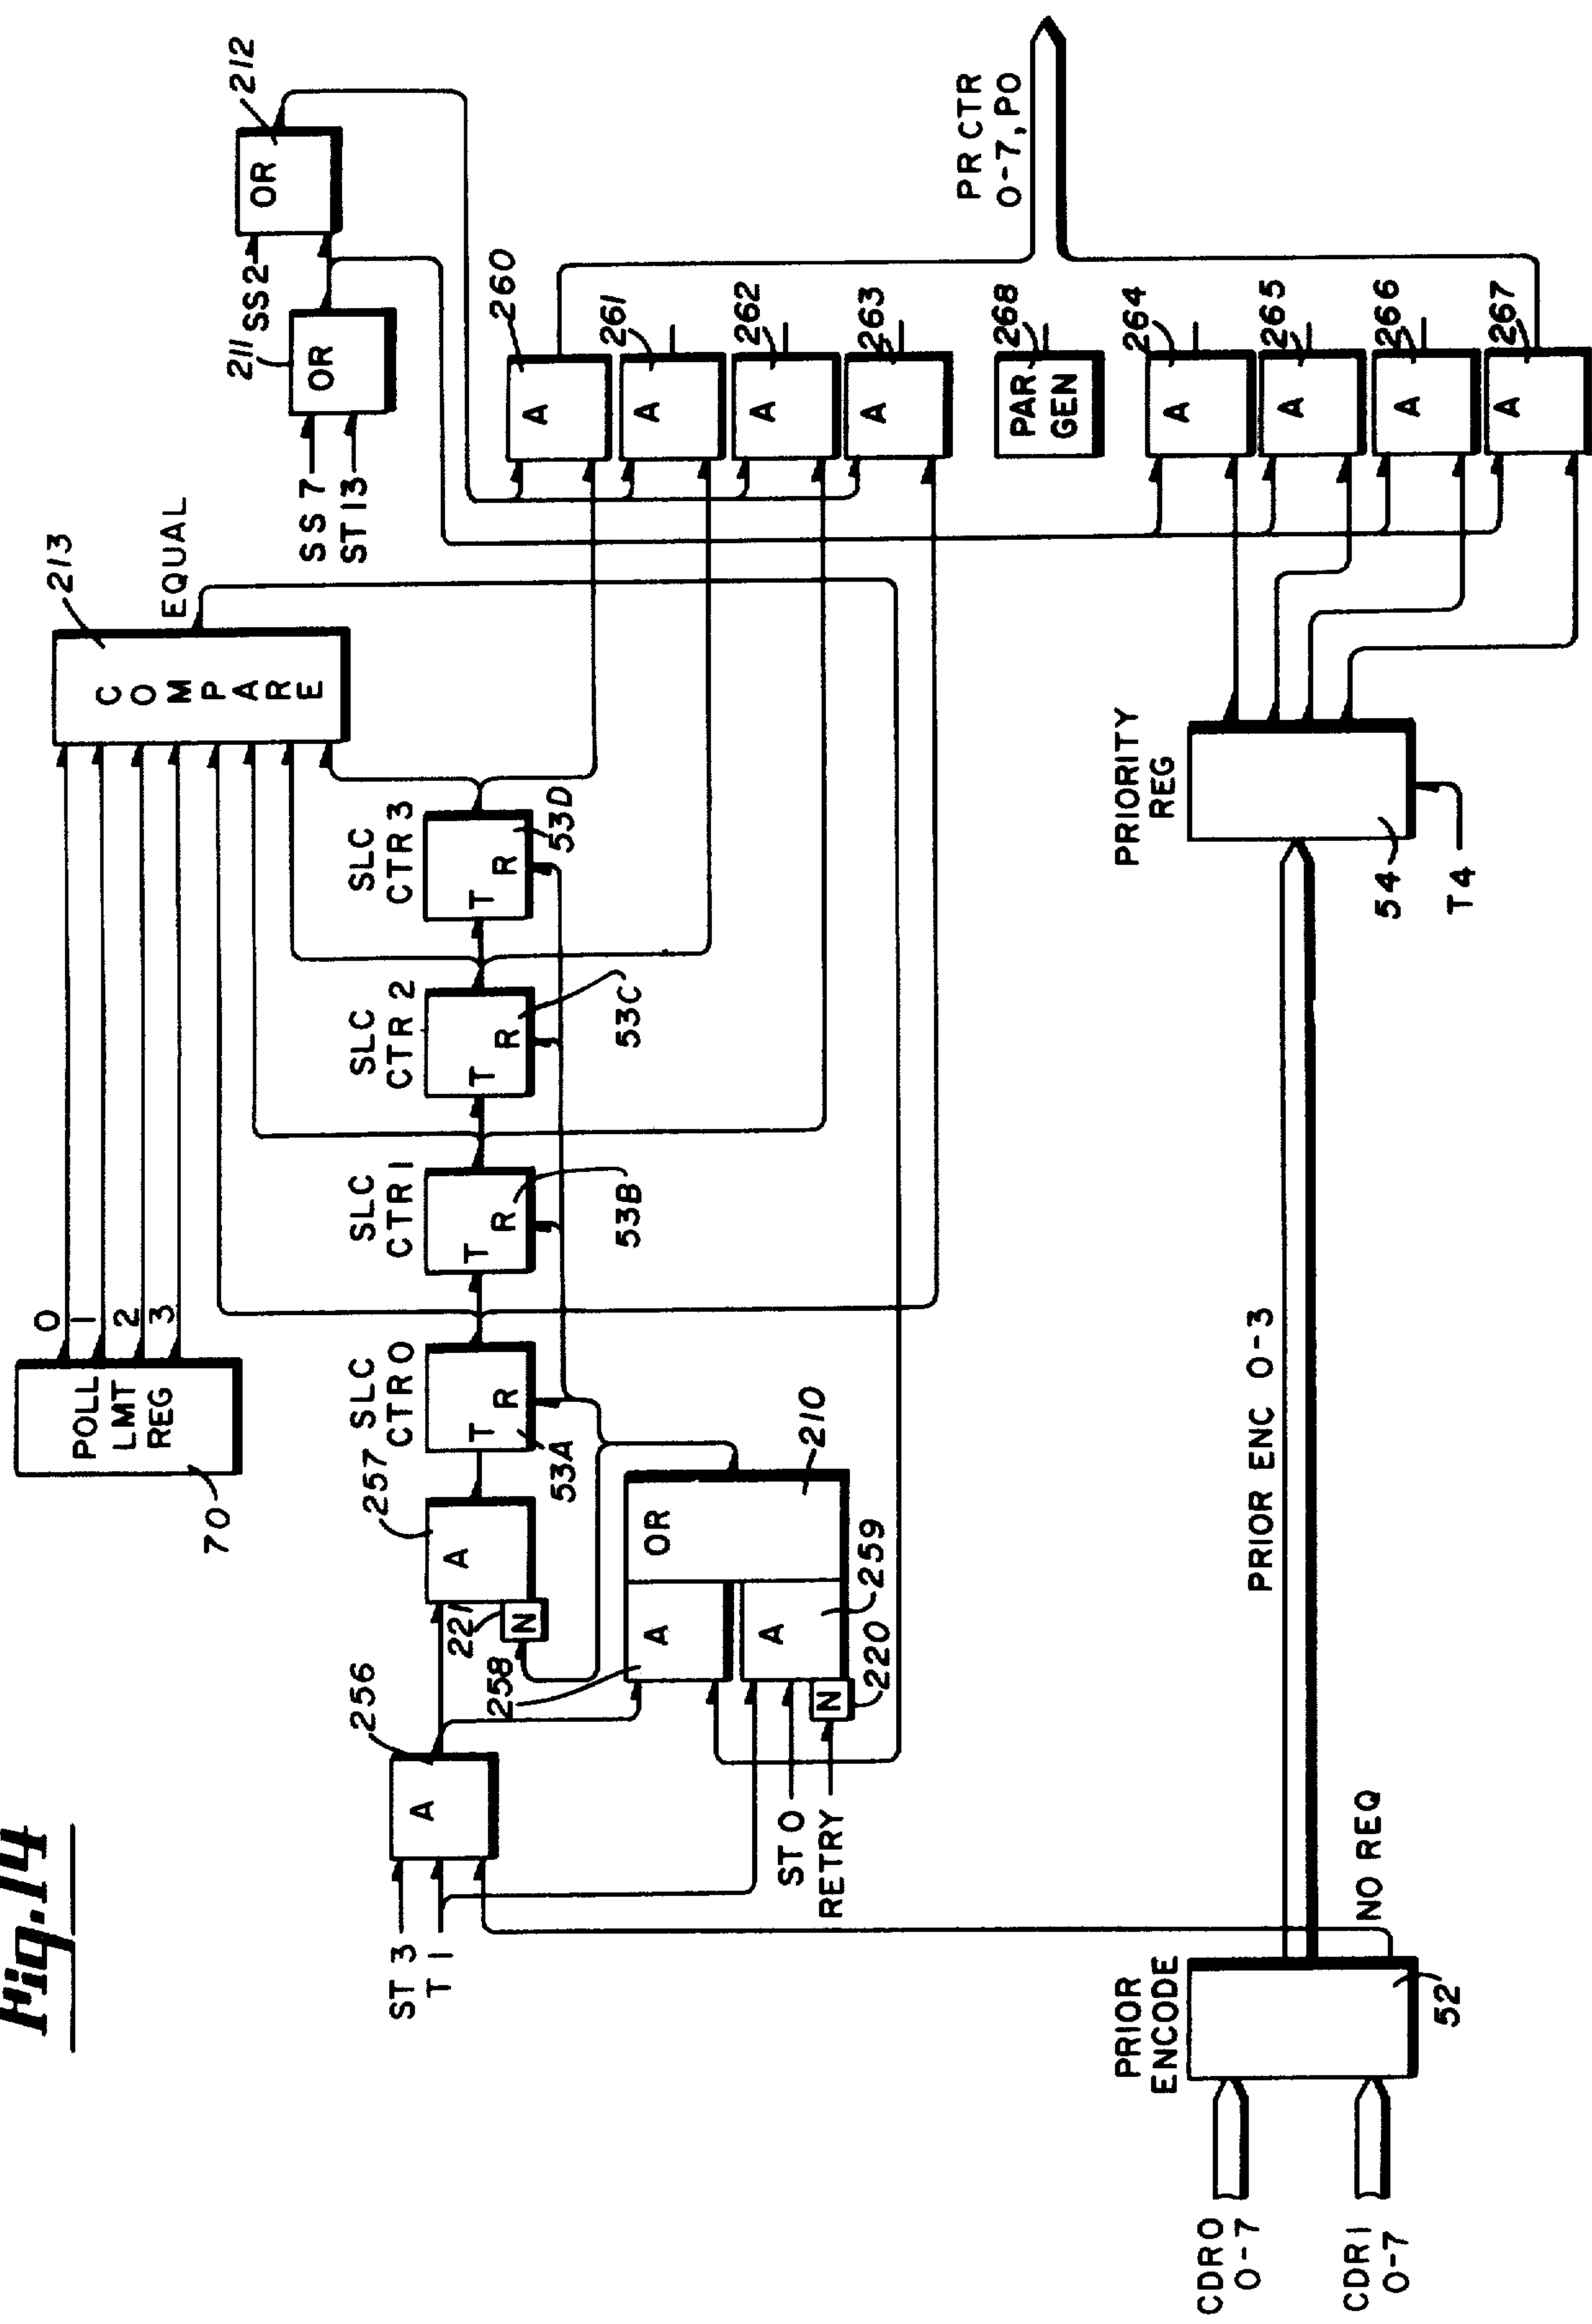 Fig. 14
70
POLL
LMT
REG
0
1
2
3
213
C
O
M
P
A
R
E
EQUAL
211
SS2
OR
212
SS 7
ST 13
OR
256
ST 3
T 1
A
257
A
221
N
SLC
CTR 0
T
R
53A
SLC
CTR 1
T
R
53B
SLC
CTR 2
T
R
53C
SLC
CTR 3
T
R
53D
258
A
OR
210
A
259
N
220
ST 0
RETRY
260
A
261
A
262
A
263
A
268
PAR
GEN
264
A
265
A
266
A
267
A
PR CTR
0-7, P0
PRIOR
ENCODE
52
CDR0
0-7
CDR1
0-7
NO REQ
PRIOR ENC 0-3
PRIORITY
REG
54
T4